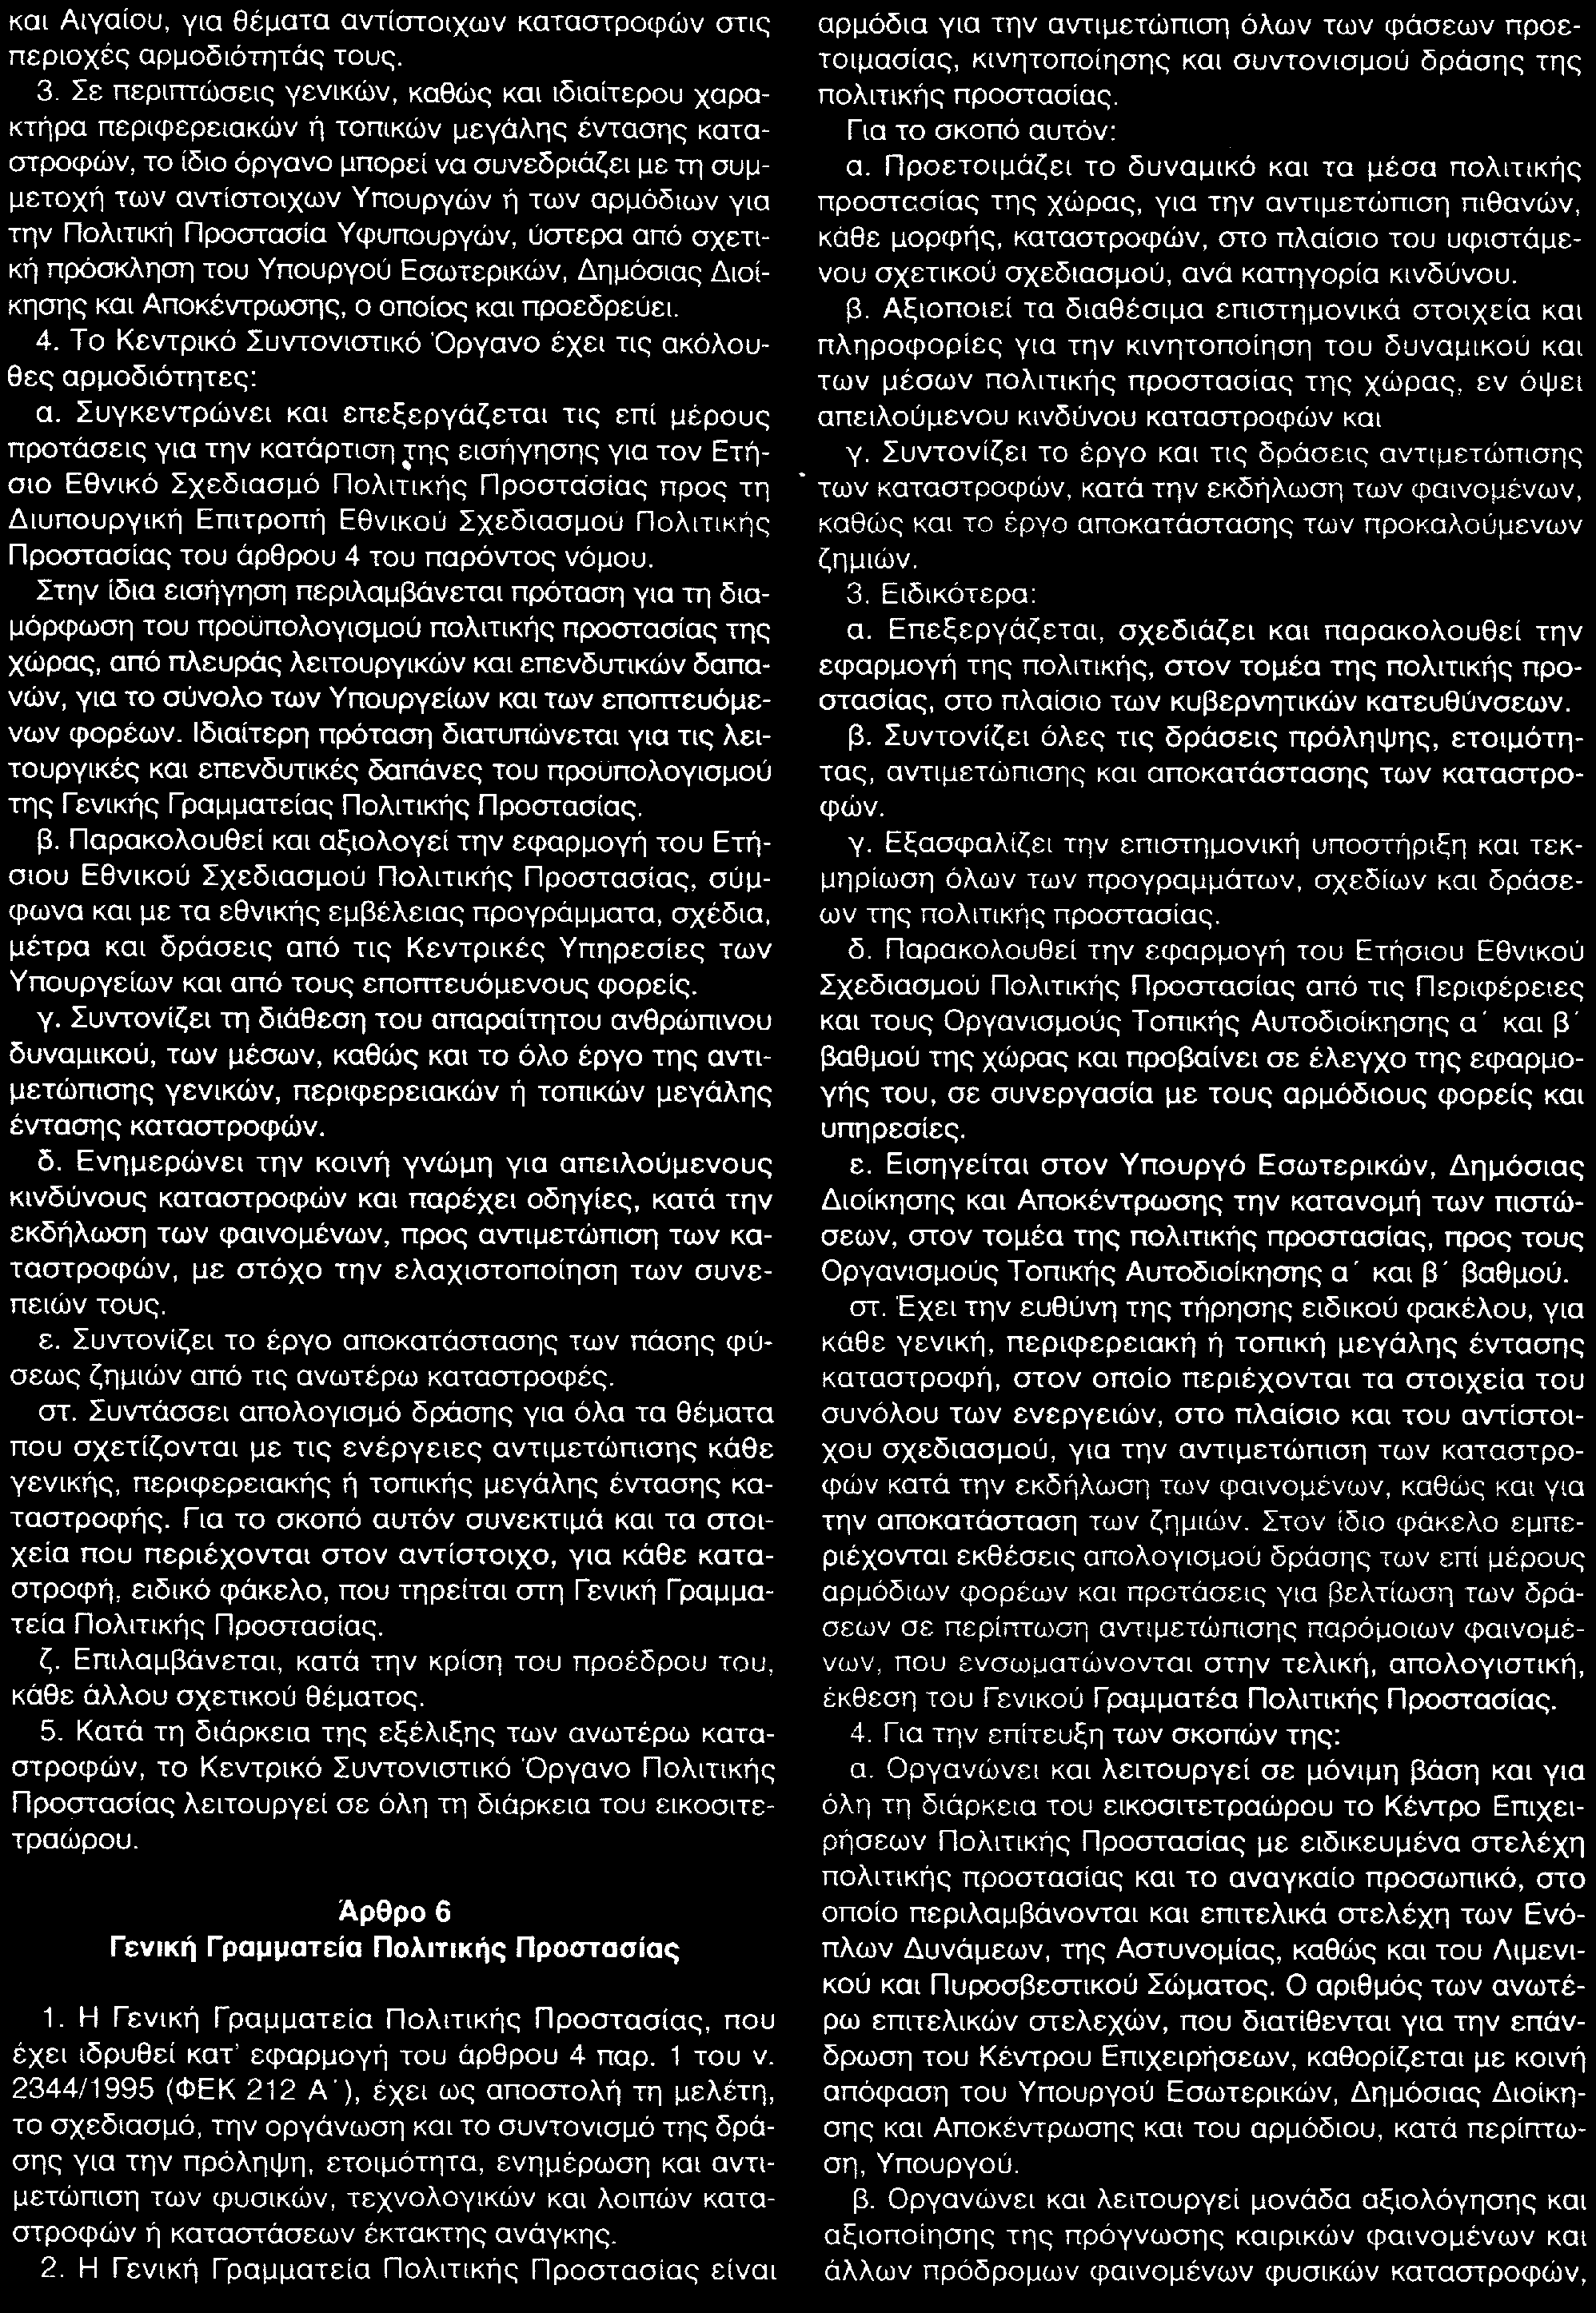 και Αιγαίου, για θέματα αντίστοιχων καταστροφών στις
περιοχές αρμοδιότητάς τους.
3. Σε περιπτώσεις γενικών, καθώς και ιδιαίτερου χαρα-
κτήρα περιφερειακών ή τοπικών μεγάλης έντασης κατα-
στροφών, το ίδιο όργανο μπορεί να συνεδριάζει με τη συμ-
μετοχή των αντίστοιχων Υπουργών ή των αρμόδιων για
την Πολιτική Προστασία Υφυπουργών, ύστερα από σχετι-
κή πρόσκληση του Υπουργού Εσωτερικών, Δημόσιας Διοί-
κησης και Αποκέντρωσης, ο οποίος και προεδρεύει.
4. Το Κεντρικό Συντονιστικό Όργανο έχει τις ακόλου-
θες αρμοδιότητες:
α. Συγκεντρώνει και επεξεργάζεται τις επί μέρους
προτάσεις για την κατάρτιση της εισήγησης για τον Ετή-
σιο Εθνικό Σχεδιασμό Πολιτικής Προστασίας προς τη
Διυπουργική Επιτροπή Εθνικού Σχεδιασμού Πολιτικής
Προστασίας του άρθρου 4 του παρόντος νόμου.
Στην ίδια εισήγηση περιλαμβάνεται πρόταση για τη δια-
μόρφωση του προϋπολογισμού πολιτικής προστασίας της
χώρας, από πλευράς λειτουργικών και επενδυτικών δαπα-
νών, για το σύνολο των Υπουργείων και των εποπτευόμε-
νων φορέων. Ιδιαίτερη πρόταση διατυπώνεται για τις λει-
τουργικές και επενδυτικές δαπάνες του προϋπολογισμού
της Γενικής Γραμματείας Πολιτικής Προστασίας.
β. Παρακολουθεί και αξιολογεί την εφαρμογή του Ετή-
σιου Εθνικού Σχεδιασμού Πολιτικής Προστασίας, σύμ-
φωνα και με τα εθνικής εμβέλειας προγράμματα, σχέδια,
μέτρα και δράσεις από τις Κεντρικές Υπηρεσίες των
Υπουργείων και από τους εποπτευόμενους φορείς.
γ. Συντονίζει τη διάθεση του απαραίτητου ανθρώπινου
δυναμικού, των μέσων, καθώς και το όλο έργο της αντι-
μετώπισης γενικών, περιφερειακών ή τοπικών μεγάλης
έντασης καταστροφών.
δ. Ενημερώνει την κοινή γνώμη για απειλούμενους
κινδύνους καταστροφών και παρέχει οδηγίες, κατά την
εκδήλωση των φαινομένων, προς αντιμετώπιση των κα-
ταστροφών, με στόχο την ελαχιστοποίηση των συνε-
πειών τους.
ε. Συντονίζει το έργο αποκατάστασης των πάσης φύ-
σεως ζημιών από τις ανωτέρω καταστροφές.
στ. Συντάσσει απολογισμό δράσης για όλα τα θέματα
που σχετίζονται με τις ενέργειες αντιμετώπισης κάθε
γενικής, περιφερειακής ή τοπικής μεγάλης έντασης κα-
ταστροφής. Για το σκοπό αυτόν συνεκτιμά και τα στοι-
χεία που περιέχονται στον αντίστοιχο, για κάθε κατα-
στροφή, ειδικό φάκελο, που τηρείται στη Γενική Γραμμα-
τεία Πολιτικής Προστασίας.
ζ. Επιλαμβάνεται, κατά την κρίση του προέδρου του,
κάθε άλλου σχετικού θέματος.
5. Κατά τη διάρκεια της εξέλιξης των ανωτέρω κατα-
στροφών, το Κεντρικό Συντονιστικό Όργανο Πολιτικής
Προστασίας λειτουργεί σε όλη τη διάρκεια του εικοσιτε-
τραώρου.
Άρθρο 6
Γενική Γραμματεία Πολιτικής Προστασίας
1. Η Γενική Γραμματεία Πολιτικής Προστασίας, που
έχει ιδρυθεί κατ' εφαρμογή του άρθρου 4 παρ. 1 του ν.
2344/1995 (ΦΕΚ 212 Α΄), έχει ως αποστολή τη μελέτη,
το σχεδιασμό, την οργάνωση και το συντονισμό της δρά-
σης για την πρόληψη, ετοιμότητα, ενημέρωση και αντι-
μετώπιση των φυσικών, τεχνολογικών και λοιπών κατα-
στροφών ή καταστάσεων έκτακτης ανάγκης.
2. Η Γενική Γραμματεία Πολιτικής Προστασίας είναι
αρμόδια για την αντιμετώπιση όλων των φάσεων προε-
τοιμασίας, κινητοποίησης και συντονισμού δράσης της
πολιτικής προστασίας.
Για το σκοπό αυτόν:
α. Προετοιμάζει το δυναμικό και τα μέσα πολιτικής
προστασίας της χώρας, για την αντιμετώπιση πιθανών,
κάθε μορφής, καταστροφών, στο πλαίσιο του υφιστάμε-
νου σχετικού σχεδιασμού, ανά κατηγορία κινδύνου.
β. Αξιοποιεί τα διαθέσιμα επιστημονικά στοιχεία και
πληροφορίες για την κινητοποίηση του δυναμικού και
των μέσων πολιτικής προστασίας της χώρας, εν όψει
απειλούμενου κινδύνου καταστροφών και
γ. Συντονίζει το έργο και τις δράσεις αντιμετώπισης
των καταστροφών, κατά την εκδήλωση των φαινομένων,
καθώς και το έργο αποκατάστασης των προκαλούμενων
ζημιών.
3. Ειδικότερα:
α. Επεξεργάζεται, σχεδιάζει και παρακολουθεί την
εφαρμογή της πολιτικής, στον τομέα της πολιτικής προ-
στασίας, στο πλαίσιο των κυβερνητικών κατευθύνσεων.
β. Συντονίζει όλες τις δράσεις πρόληψης, ετοιμότη-
τας, αντιμετώπισης και αποκατάστασης των καταστρο-
φών.
γ. Εξασφαλίζει την επιστημονική υποστήριξη και τεκ-
μηρίωση όλων των προγραμμάτων, σχεδίων και δράσε-
ων της πολιτικής προστασίας.
δ. Παρακολουθεί την εφαρμογή του Ετήσιου Εθνικού
Σχεδιασμού Πολιτικής Προστασίας από τις Περιφέρειες
και τους Οργανισμούς Τοπικής Αυτοδιοίκησης α΄ και β΄
βαθμού της χώρας και προβαίνει σε έλεγχο της εφαρμο-
γής του, σε συνεργασία με τους αρμόδιους φορείς και
υπηρεσίες.
ε. Εισηγείται στον Υπουργό Εσωτερικών, Δημόσιας
Διοίκησης και Αποκέντρωσης την κατανομή των πιστώ-
σεων, στον τομέα της πολιτικής προστασίας, προς τους
Οργανισμούς Τοπικής Αυτοδιοίκησης α΄ και β΄ βαθμού.
στ. Έχει την ευθύνη της τήρησης ειδικού φακέλου, για
κάθε γενική, περιφερειακή ή τοπική μεγάλης έντασης
καταστροφή, στον οποίο περιέχονται τα στοιχεία του
συνόλου των ενεργειών, στο πλαίσιο και του αντίστοι-
χου σχεδιασμού, για την αντιμετώπιση των καταστρο-
φών κατά την εκδήλωση των φαινομένων, καθώς και για
την αποκατάσταση των ζημιών. Στον ίδιο φάκελο εμπε-
ριέχονται εκθέσεις απολογισμού δράσης των επί μέρους
αρμόδιων φορέων και προτάσεις για βελτίωση των δρά-
σεων σε περίπτωση αντιμετώπισης παρόμοιων φαινομέ-
νων, που ενσωματώνονται στην τελική, απολογιστική,
έκθεση του Γενικού Γραμματέα Πολιτικής Προστασίας.
4. Για την επίτευξη των σκοπών της:
α. Οργανώνει και λειτουργεί σε μόνιμη βάση και για
όλη τη διάρκεια του εικοσιτετραώρου το Κέντρο Επιχει-
ρήσεων Πολιτικής Προστασίας με ειδικευμένα στελέχη
πολιτικής προστασίας και το αναγκαίο προσωπικό, στο
οποίο περιλαμβάνονται και επιτελικά στελέχη των Ενό-
πλων Δυνάμεων, της Αστυνομίας, καθώς και του Λιμενι-
κού και Πυροσβεστικού Σώματος. Ο αριθμός των ανωτέ-
ρω επιτελικών στελεχών, που διατίθενται για την επάν-
δρωση του Κέντρου Επιχειρήσεων, καθορίζεται με κοινή
απόφαση του Υπουργού Εσωτερικών, Δημόσιας Διοίκη-
σης και Αποκέντρωσης και του αρμόδιου, κατά περίπτω-
ση, Υπουργού.
β. Οργανώνει και λειτουργεί μονάδα αξιολόγησης και
αξιοποίησης της πρόγνωσης καιρικών φαινομένων και
άλλων πρόδρομων φαινομένων φυσικών καταστροφών,